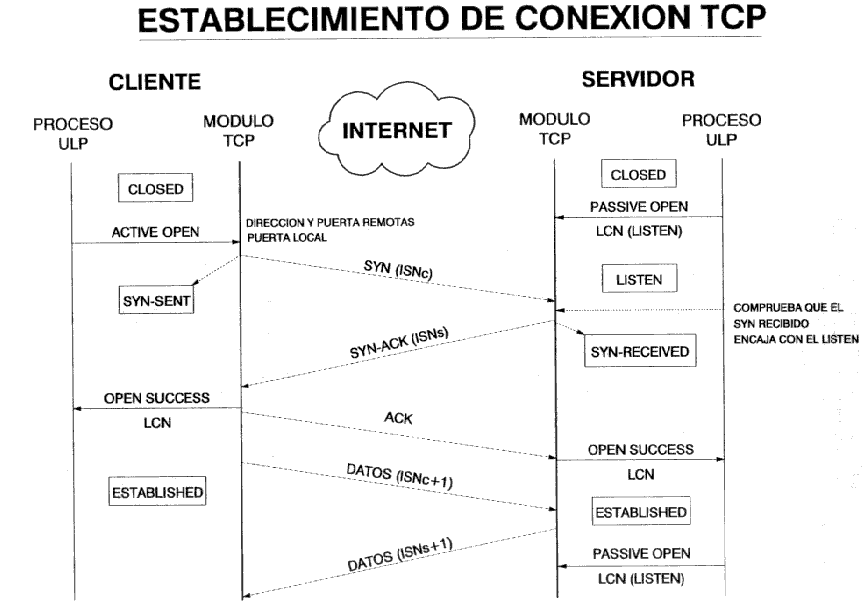 ESTABLECIMIENTO DE CONEXION TCP
CLIENTE
SERVIDOR
PROCESO
ULP
MODULO
TCP
INTERNET
MODULO
TCP
PROCESO
ULP
CLOSED
CLOSED
PASSIVE OPEN
LCN (LISTEN)
ACTIVE OPEN
DIRECCION Y PUERTA REMOTAS
PUERTA LOCAL
SYN (ISNc)
LISTEN
SYN-SENT
COMPRUEBA QUE EL
SYN RECIBIDO
ENCAJA CON EL LISTEN
SYN-ACK (ISNs)
SYN-RECEIVED
OPEN SUCCESS
LCN
ACK
OPEN SUCCESS
LCN
DATOS (ISNc+1)
ESTABLISHED
ESTABLISHED
DATOS (ISNs+1)
PASSIVE OPEN
LCN (LISTEN)